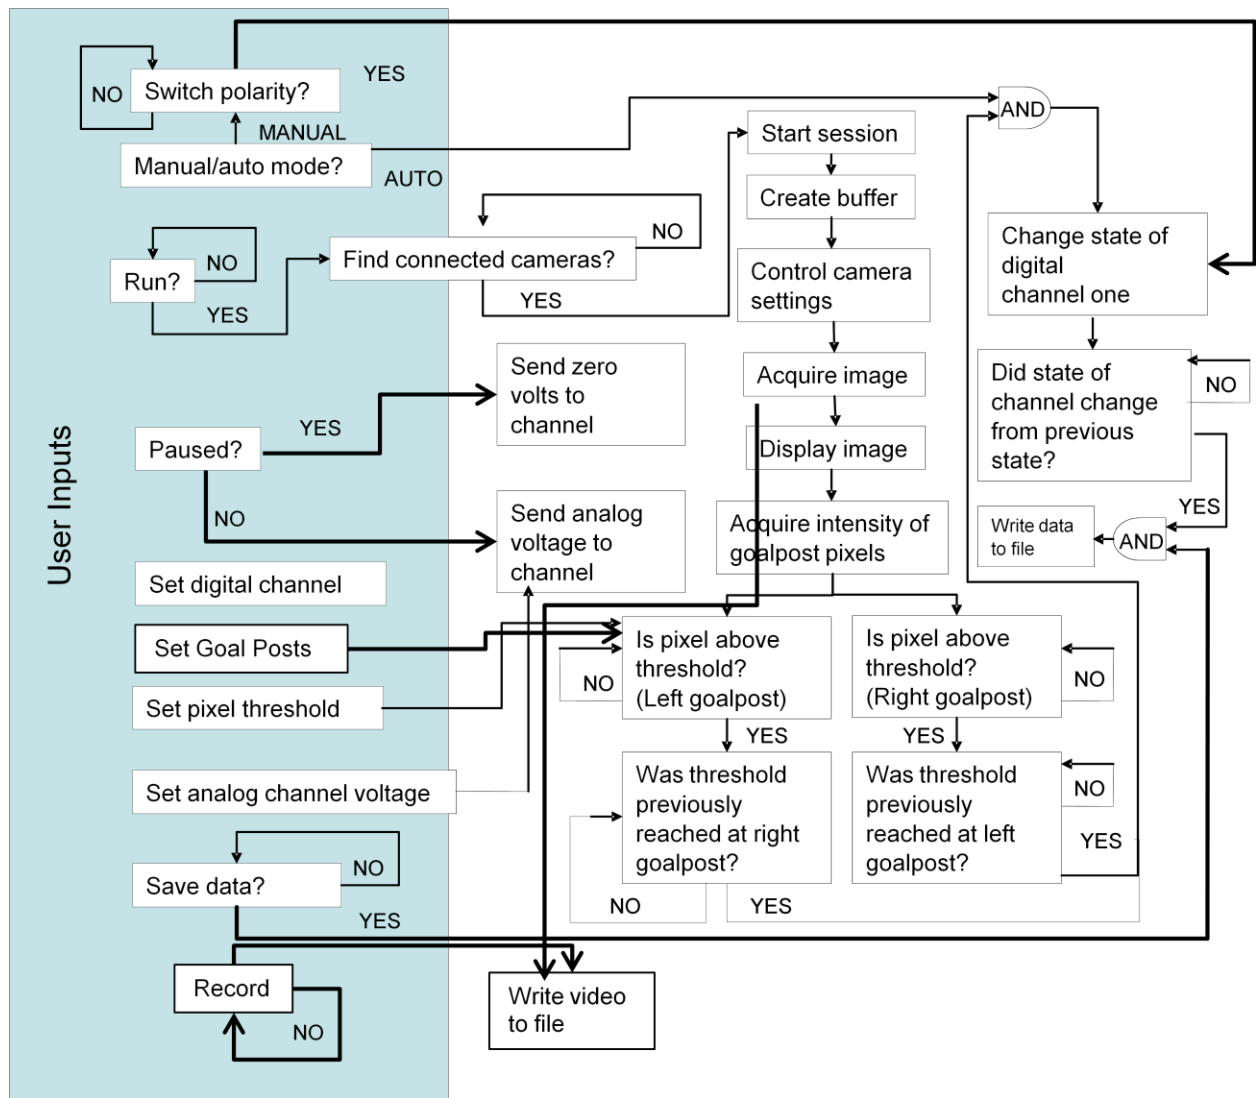 YES
NO
Switch polarity?
MANUAL
Manual/auto mode?
AUTO
NO
Run?
YES
Find connected cameras?
NO
YES
Start session
Create buffer
Control camera
settings
Acquire image
Display image
Acquire intensity of
goalpost pixels
AND
Change state of
digital
channel one
Did state of
channel change
from previous
state?
NO
YES
AND
Write data
to file
User Inputs
Paused?
YES
NO
Send zero
volts to
channel
Send analog
voltage to
channel
Set digital channel
Set Goal Posts
Set pixel threshold
Set analog channel voltage
Is pixel above
threshold?
(Left goalpost)
NO
YES
Is pixel above
threshold?
(Right goalpost)
NO
YES
Was threshold
previously
reached at right
goalpost?
NO
YES
Was threshold
previously
reached at left
goalpost?
NO
YES
Save data?
NO
YES
Record
NO
Write video
to file